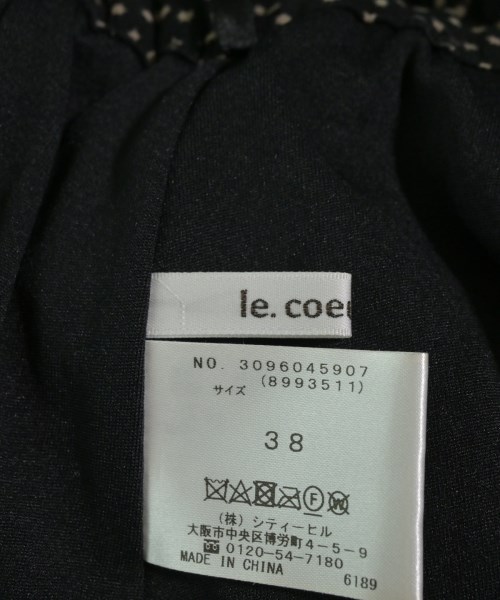 le. coeu
NO. 3096045907
(8993511)
サイズ
38
(株) シティーヒル
大阪市中央区博労町4-5-9
0120-54-7180
MADE IN CHINA
6189